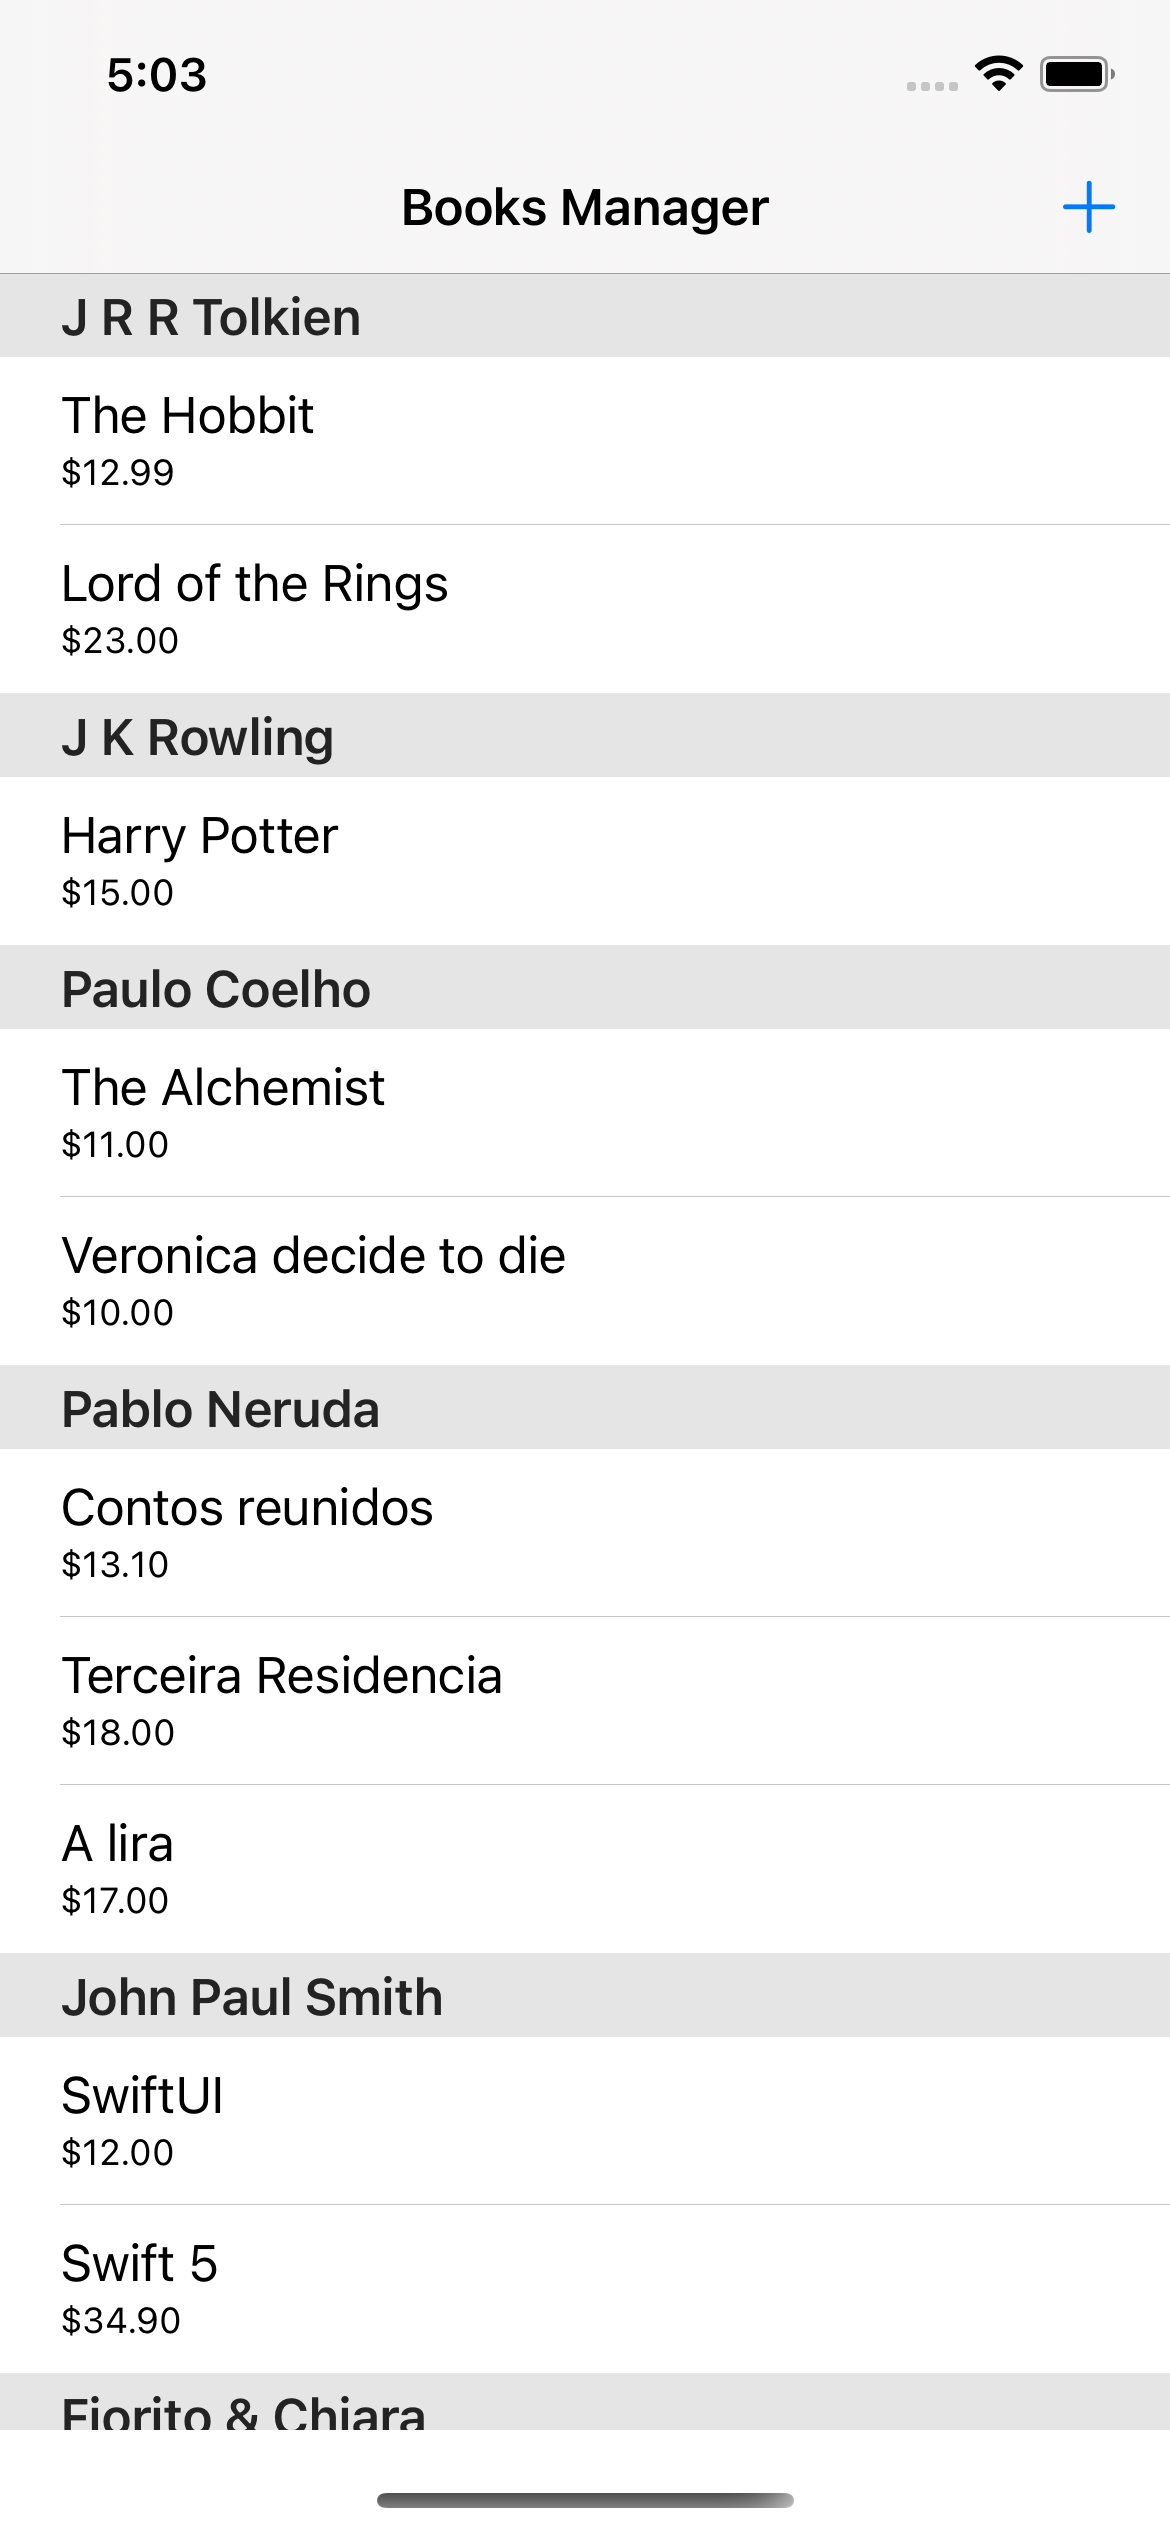 5:03
Books Manager
J R R Tolkien
The Hobbit
$12.99
Lord of the Rings
$23.00
J K Rowling
Harry Potter
$15.00
Paulo Coelho
The Alchemist
$11.00
Veronica decide to die
$10.00
Pablo Neruda
Contos reunidos
$13.10
Terceira Residencia
$18.00
A lira
$17.00
John Paul Smith
SwiftUI
$12.00
Swift 5
$34.90
Fiorito & Chiara